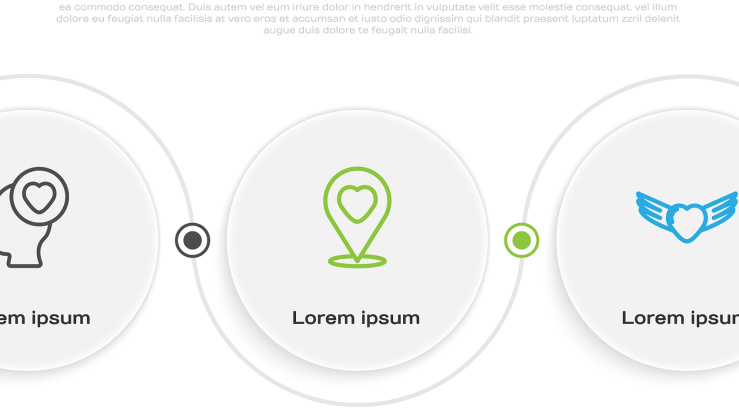 ea commodo consequat. Duis autem vel eum iriure dolor in hendrerit in vulputate velit esse molestie consequat, vel illum
dolore eu feugiat nulla facilisis at vero eros et accumsan et iusto odio dignissim qui blandit praesent luptatum zzril delenit
augue duis dolore te feugait nulla facilisi.
em ipsum
Lorem ipsum
Lorem ipsum